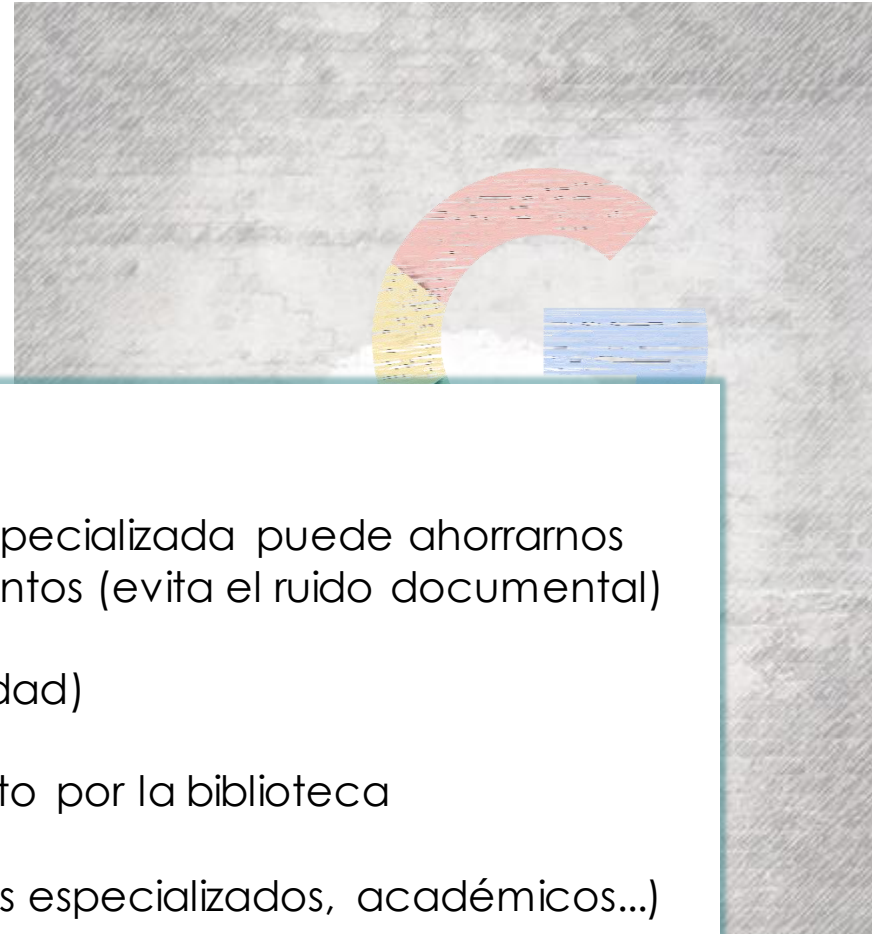 pecializada puede ahorrarnos
ntos (evita el ruido documental)
dad)
to por la biblioteca
s especializados, académicos...)